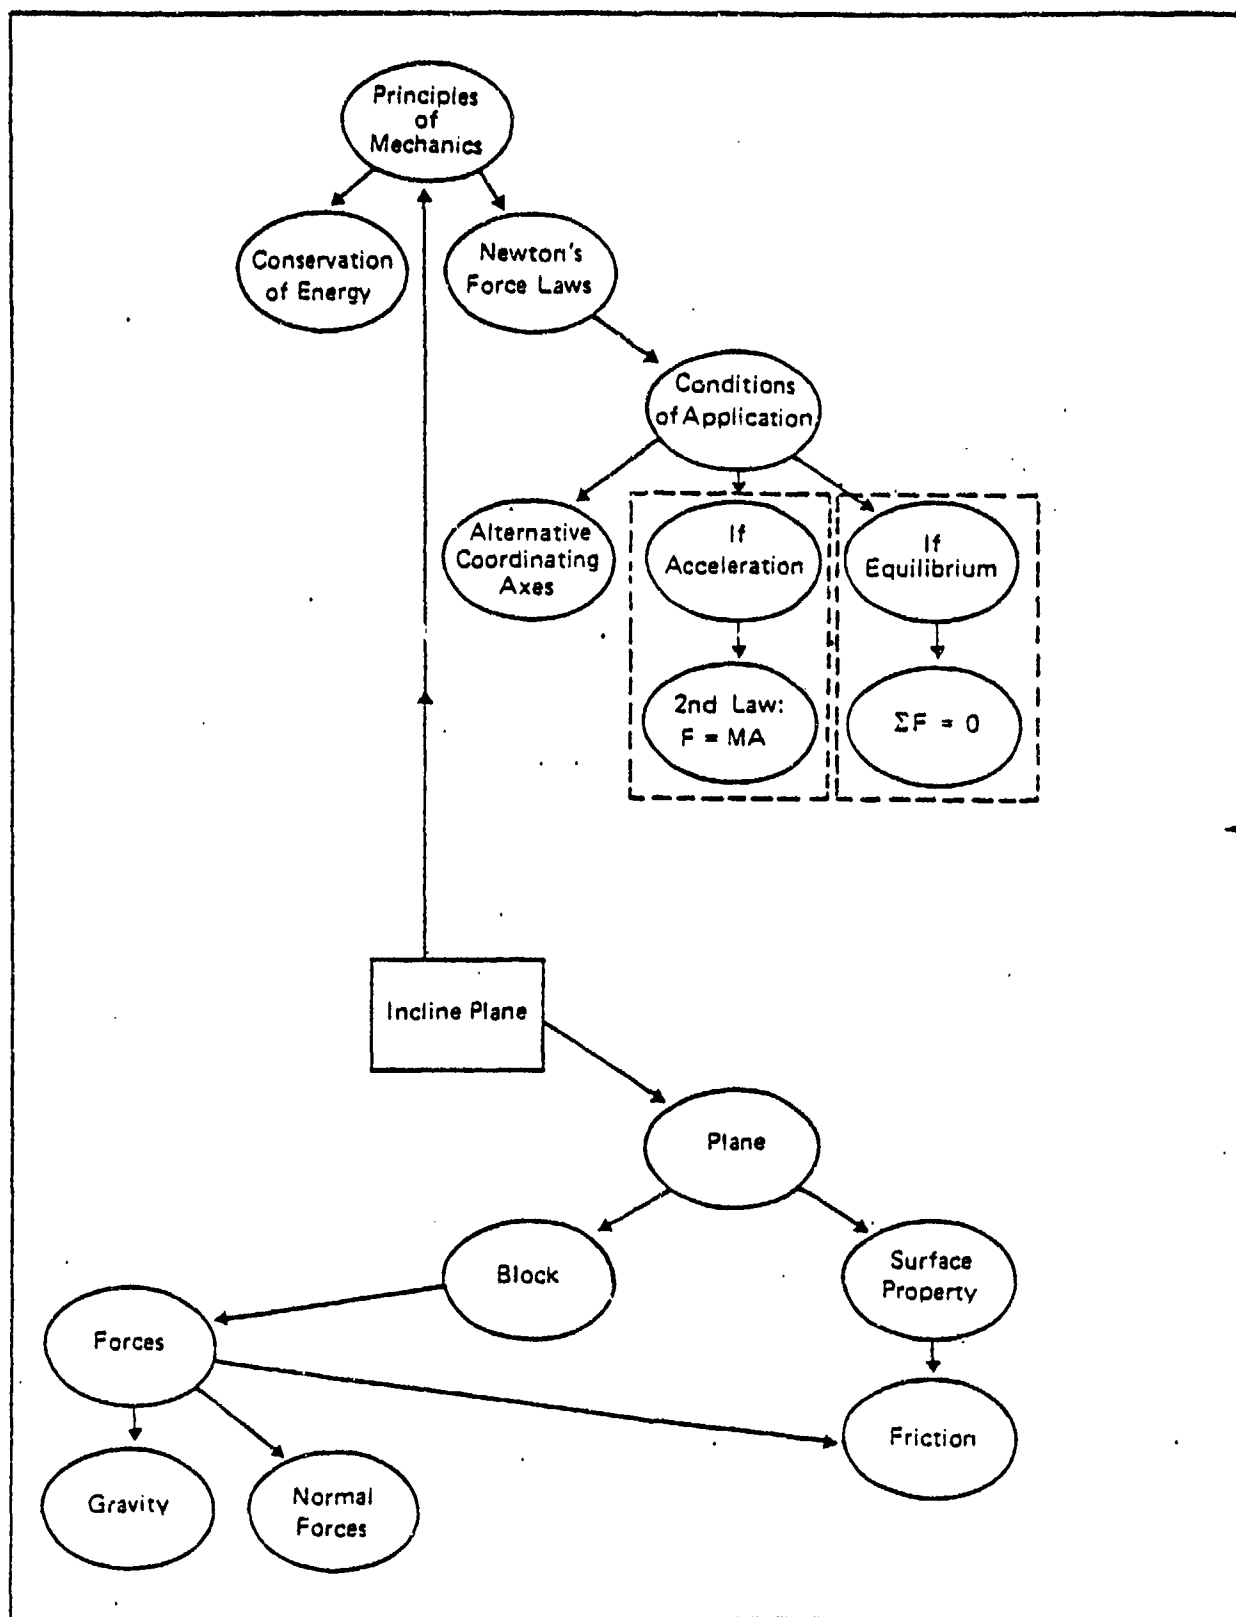 Principles
of
Mechanics
Conservation
of Energy
Newton's
Force Laws
Conditions
of Application
Alternative
Coordinating
Axes
If
Acceleration
If
Equilibrium
2nd Law:
F = MA
ΣF = 0
Incline Plane
Plane
Block
Surface
Property
Forces
Friction
Gravity
Normal
Forces